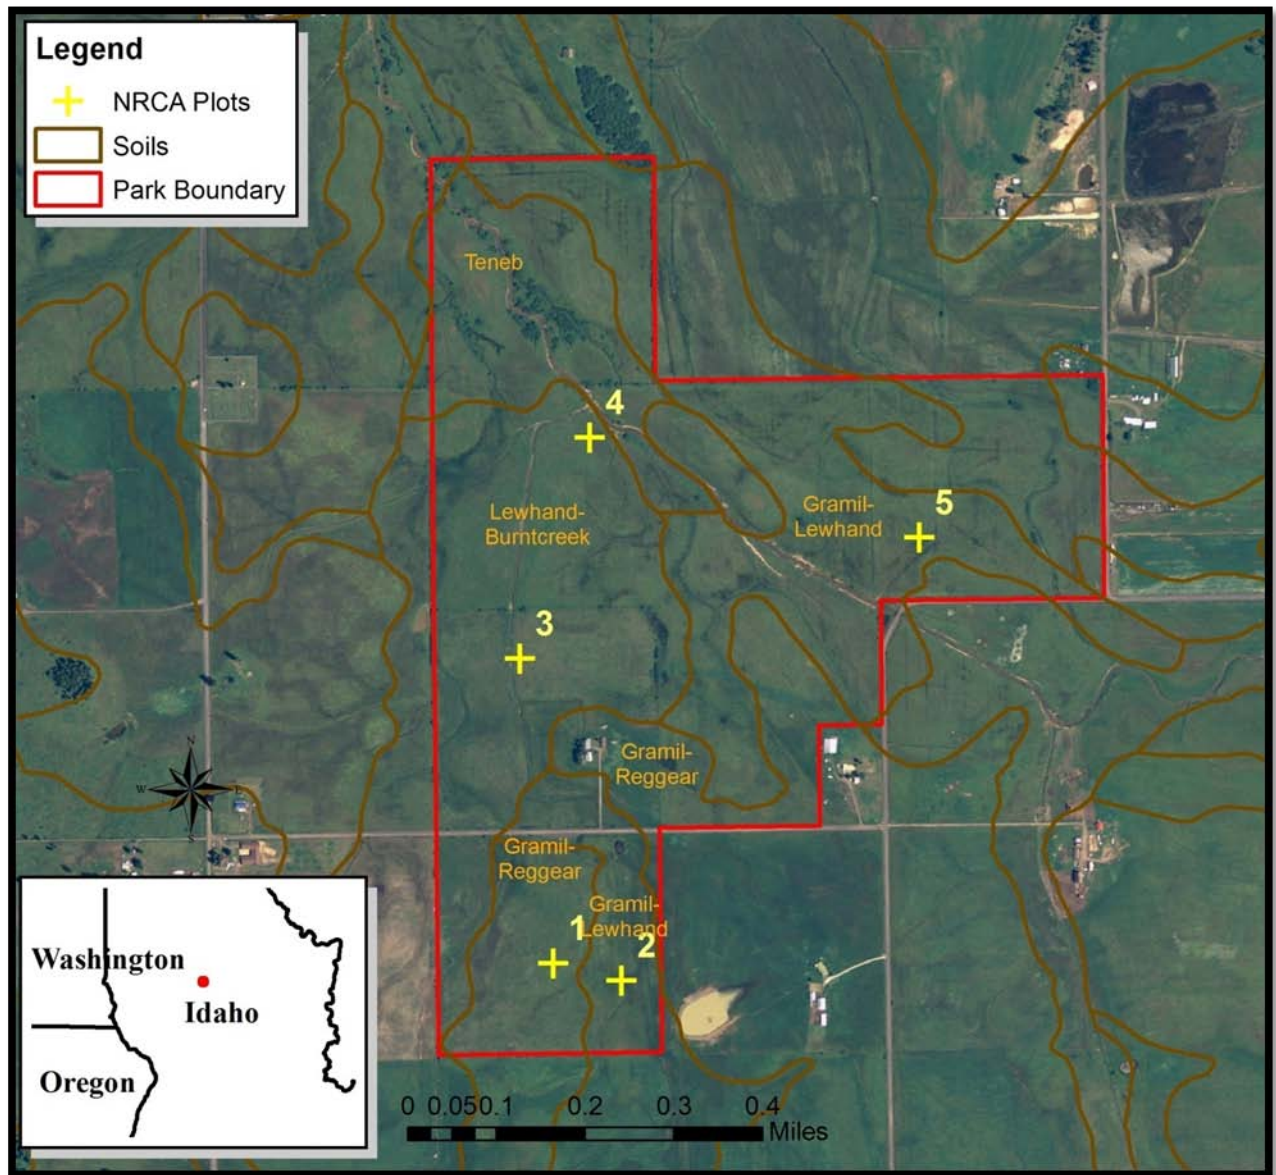 Legend
NRCA Plots
Soils
Park Boundary
Teneb
4
Lewhand-
Burntcreek
Gramil-
Lewhand
5
3
Gramil-
Reggear
N
W
E
Gramil-
Reggear
Gramil-
Lewhand
1
2
Washington
Idaho
Oregon
0 0.050.1 0.2 0.3 0.4
Miles